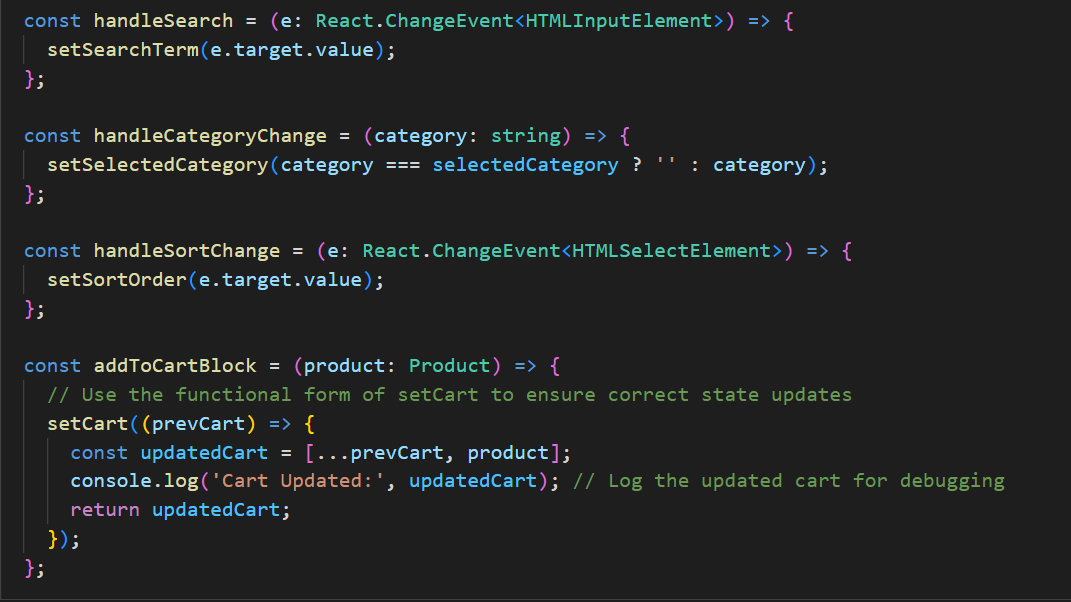 const handleSearch = (e: React.ChangeEvent<HTMLInputElement>) => {
  setSearchTerm(e.target.value);
};

const handleCategoryChange = (category: string) => {
  setSelectedCategory(category === selectedCategory ? '' : category);
};

const handleSortChange = (e: React.ChangeEvent<HTMLSelectElement>) => {
  setSortOrder(e.target.value);
};

const addToCartBlock = (product: Product) => {
  // Use the functional form of setCart to ensure correct state updates
  setCart((prevCart) => {
    const updatedCart = [...prevCart, product];
    console.log('Cart Updated:', updatedCart); // Log the updated cart for debugging
    return updatedCart;
  });
};